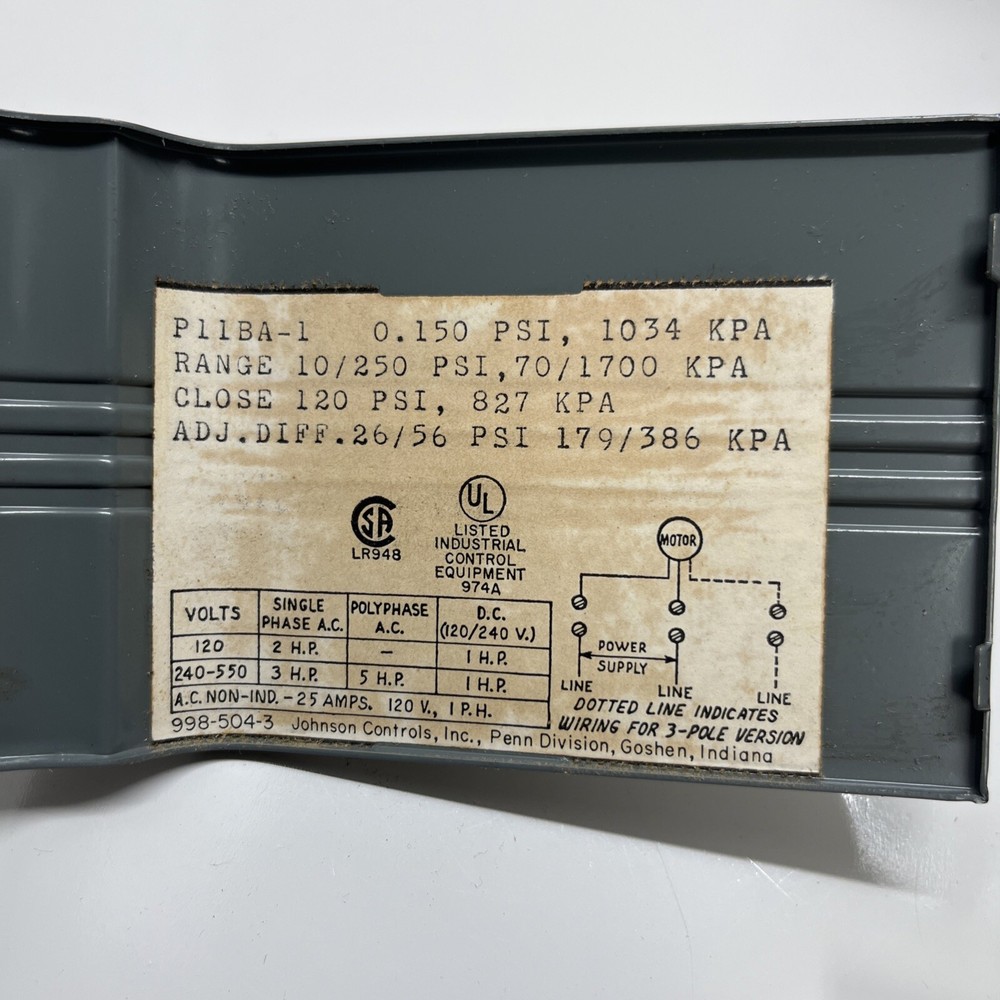 P11BA-1 0.150 PSI, 1034 KPA
RANGE 10/250 PSI,70/1700 KPA
CLOSE 120 PSI, 827 KPA
ADJ.DIFF.26/56 PSI 179/386 KPA
SA
LR948
UL
LISTED
INDUSTRIAL
CONTROL
EQUIPMENT
974A
VOLTS SINGLE PHASE A.C. POLYPHASE A.C. D.C. (120/240 V.)
120 2 H.P. – 1 H.P.
240-550 3 H.P. 5 H.P. 1 H.P.
A.C. NON-IND.-25 AMPS. 120 V., 1 P.H.
MOTOR
POWER
SUPPLY
LINE LINE LINE
DOTTED LINE INDICATES
WIRING FOR 3-POLE VERSION
998-504-3 Johnson Controls, Inc., Penn Division, Goshen, Indiana